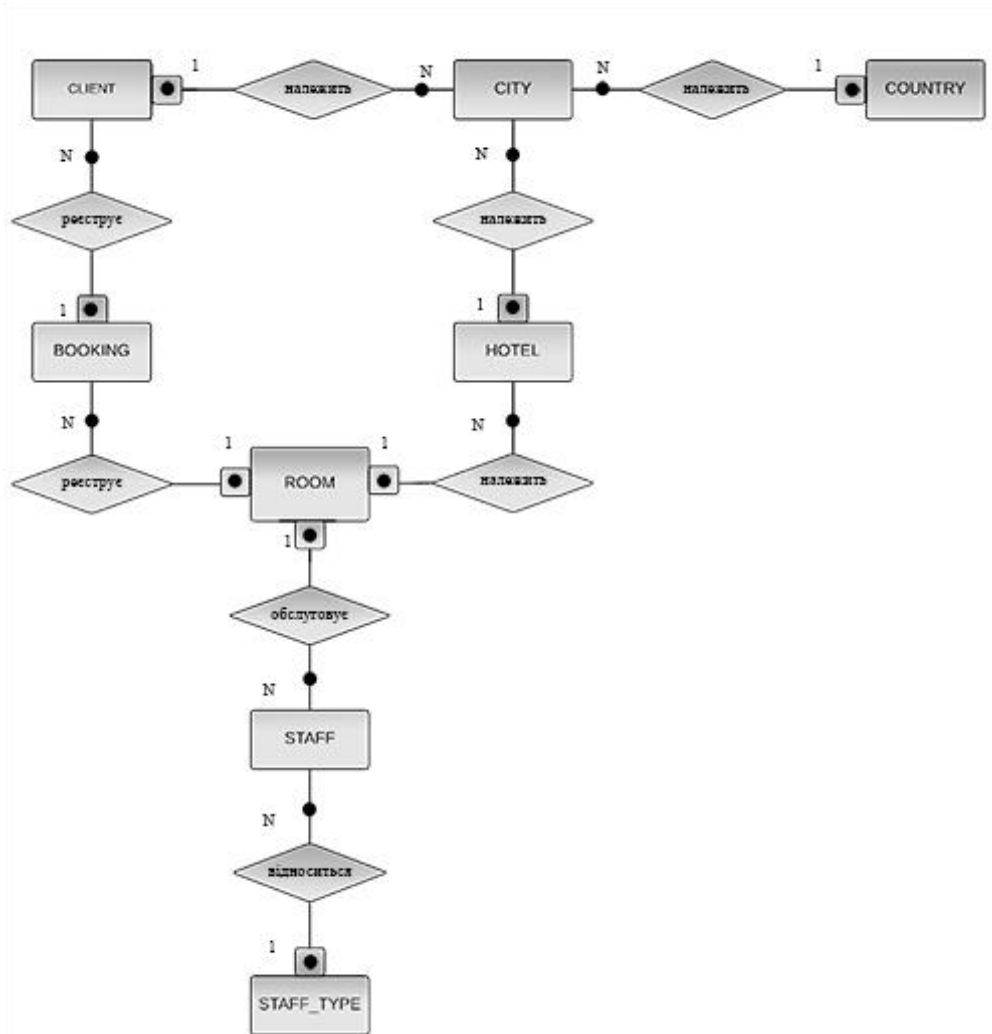 1
N
N
1
CLIENT
належить
CITY
належить
COUNTRY
N
N
реєструє
належить
1
1
BOOKING
HOTEL
N
N
1
1
реєструє
ROOM
належить
1
обслуговує
N
STAFF
N
відноситься
1
STAFF_TYPE